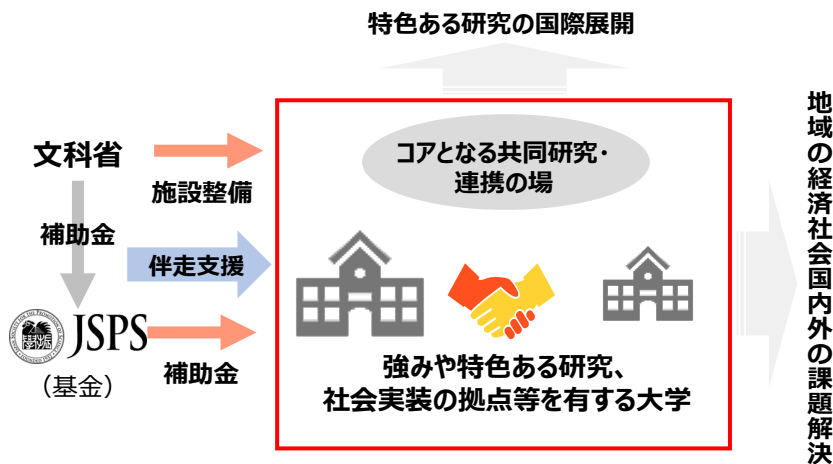 特色ある研究の国際展開
コアとなる共同研究・
連携の場
文科省
施設整備
補助金
伴走支援
JSPS
（基金）
補助金
強みや特色ある研究、
社会実装の拠点等を有する大学
地域の経済社会国内外の課題解決